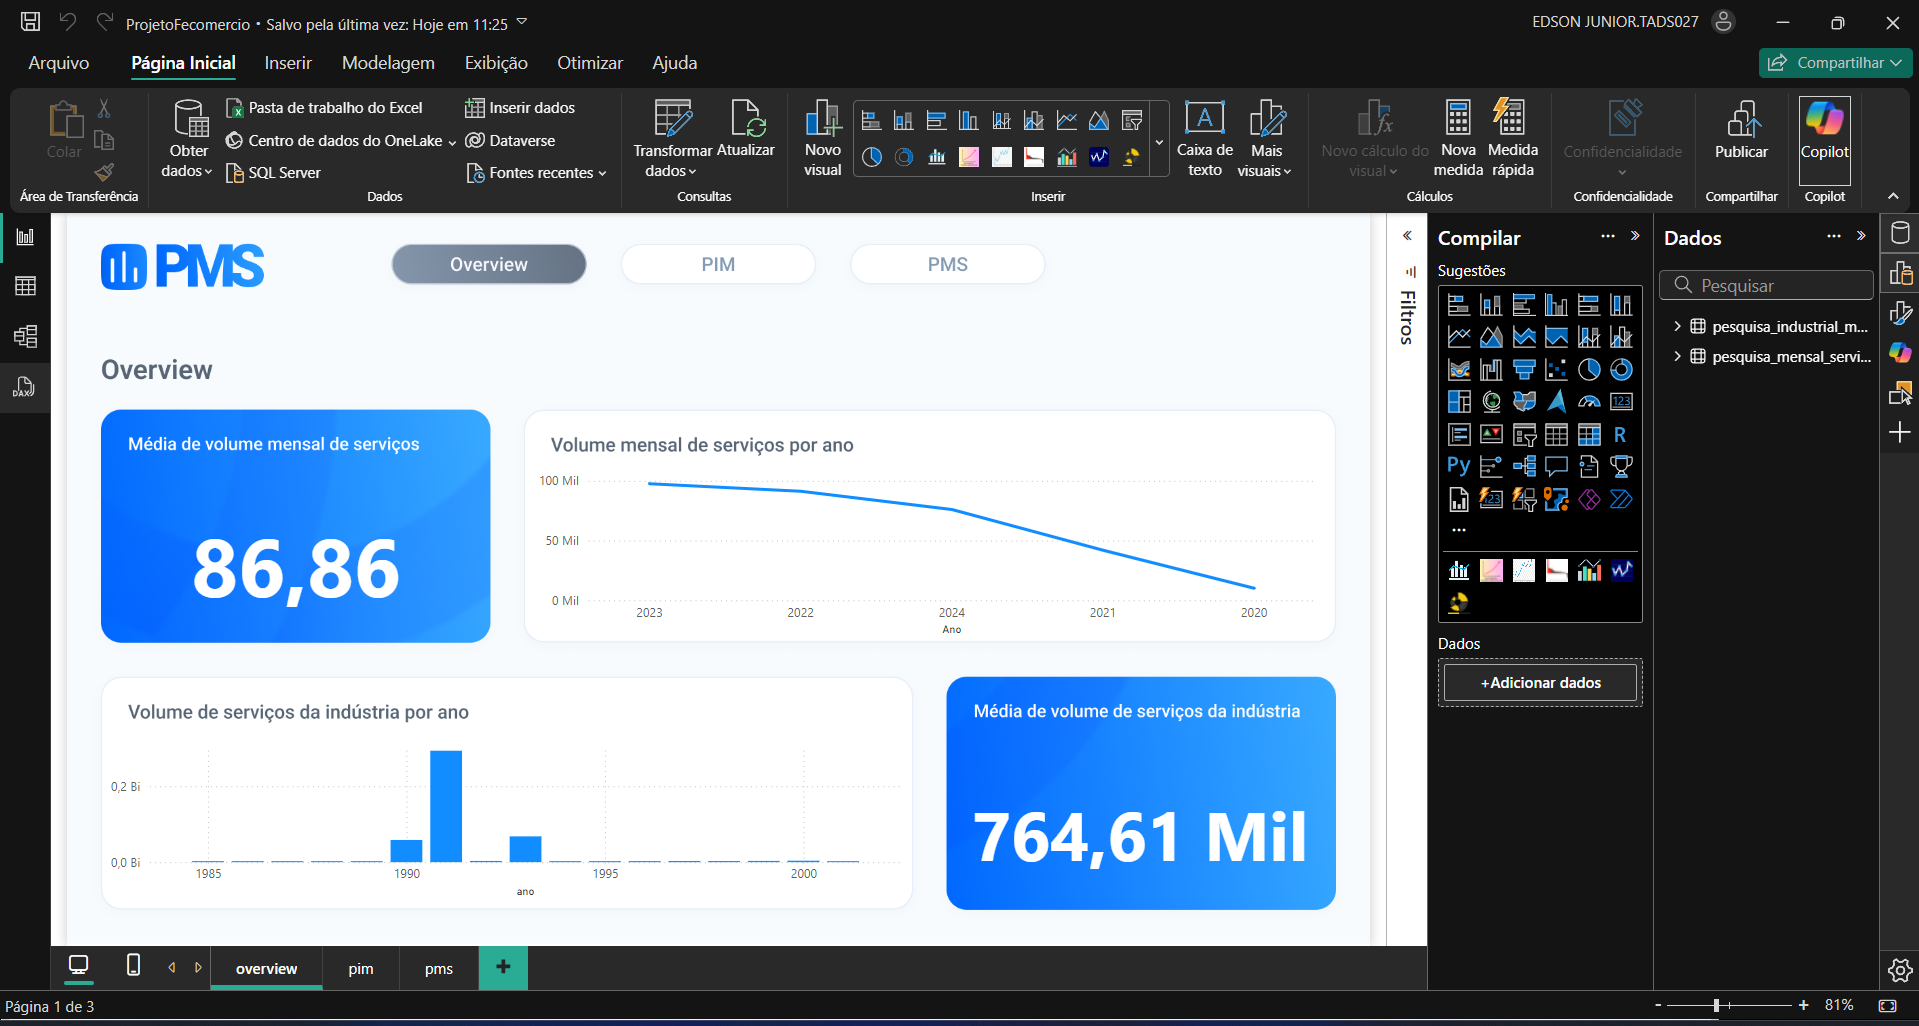 ProjetoFecomercio • Salvo pela última vez: Hoje em 11:25
EDSON JUNIOR.TADS027
Arquivo
Página Inicial
Inserir
Modelagem
Exibição
Otimizar
Ajuda
Compartilhar
Colar
Área de Transferência
Obter dados
Pasta de trabalho do Excel
Centro de dados do OneLake
SQL Server
Inserir dados
Dataverse
Fontes recentes
Dados
Transformar dados
Atualizar
Consultas
Novo visual
Caixa de texto
Mais visuais
Inserir
Novo cálculo do visual
Nova medida
Medida rápida
Cálculos
Confidencialidade
Confidencialidade
Publicar
Compartilhar
Copilot
Copilot
DAX
PMS
Overview
PIM
PMS
Overview
Média de volume mensal de serviços
86,86
Volume mensal de serviços por ano
100 Mil
50 Mil
0 Mil
2023
2022
2024
2021
2020
Ano
Volume de serviços da indústria por ano
0,2 Bi
0,0 Bi
1985
1990
1995
2000
ano
Média de volume de serviços da indústria
764,61 Mil
Filtros
Compilar
Sugestões
123
R
Py
123
Dados
+Adicionar dados
Dados
Pesquisar
pesquisa_industrial_m...
pesquisa_mensal_servi...
overview
pim
pms
Página 1 de 3
81%